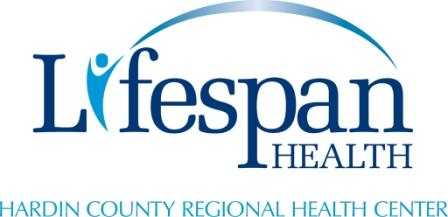 Lifespan
HEALTH
HARDIN COUNTY REGIONAL HEALTH CENTER